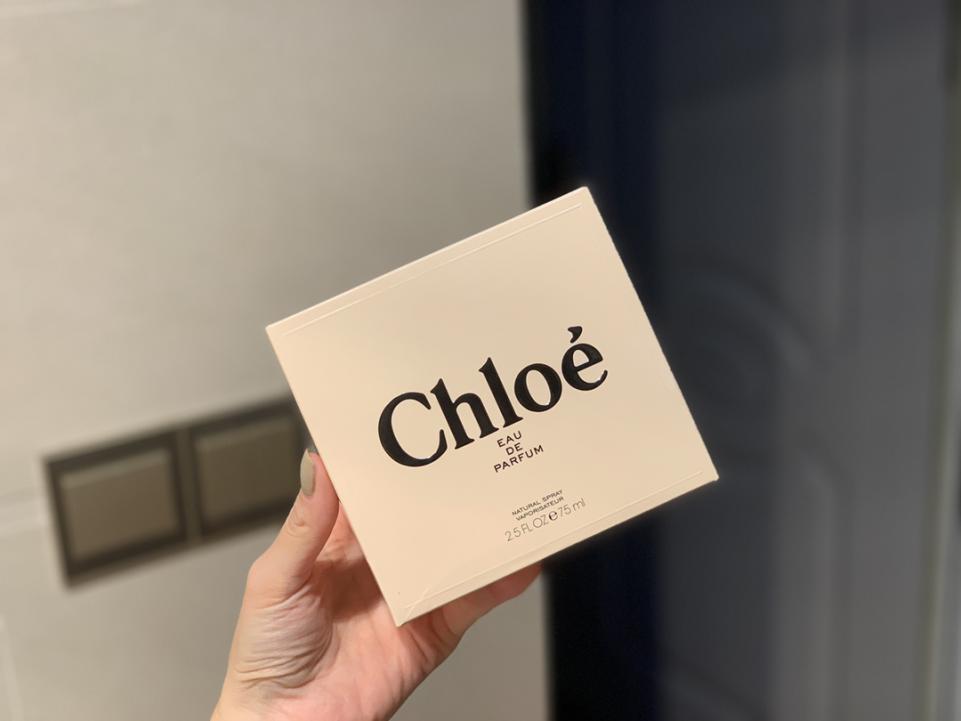 Chloé
EAU
DE
PARFUM
NATURAL SPRAY
VAPORISATEUR
2.5 FL.OZ℮75 ml